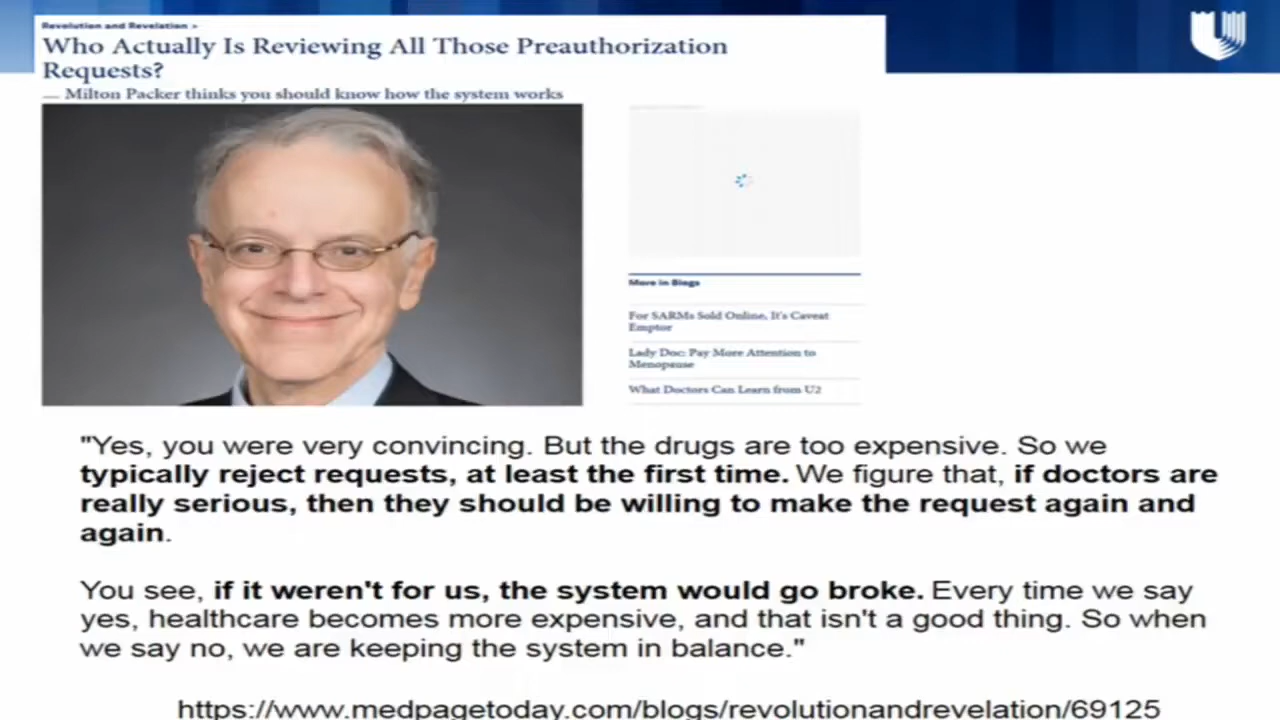 Revolution and Revelation >
Who Actually Is Reviewing All Those Preauthorization
Requests?
— Milton Packer thinks you should know how the system works
More in Blogs
For SARMs Sold Online, It's Caveat
Emptor
Lady Doc: Pay More Attention to
Menopause
What Doctors Can Learn from U2
"Yes, you were very convincing. But the drugs are too expensive. So we
typically reject requests, at least the first time. We figure that, if doctors are
really serious, then they should be willing to make the request again and
again.
You see, if it weren't for us, the system would go broke. Every time we say
yes, healthcare becomes more expensive, and that isn't a good thing. So when
we say no, we are keeping the system in balance."
https://www.medpagetoday.com/blogs/revolutionandrevelation/69125